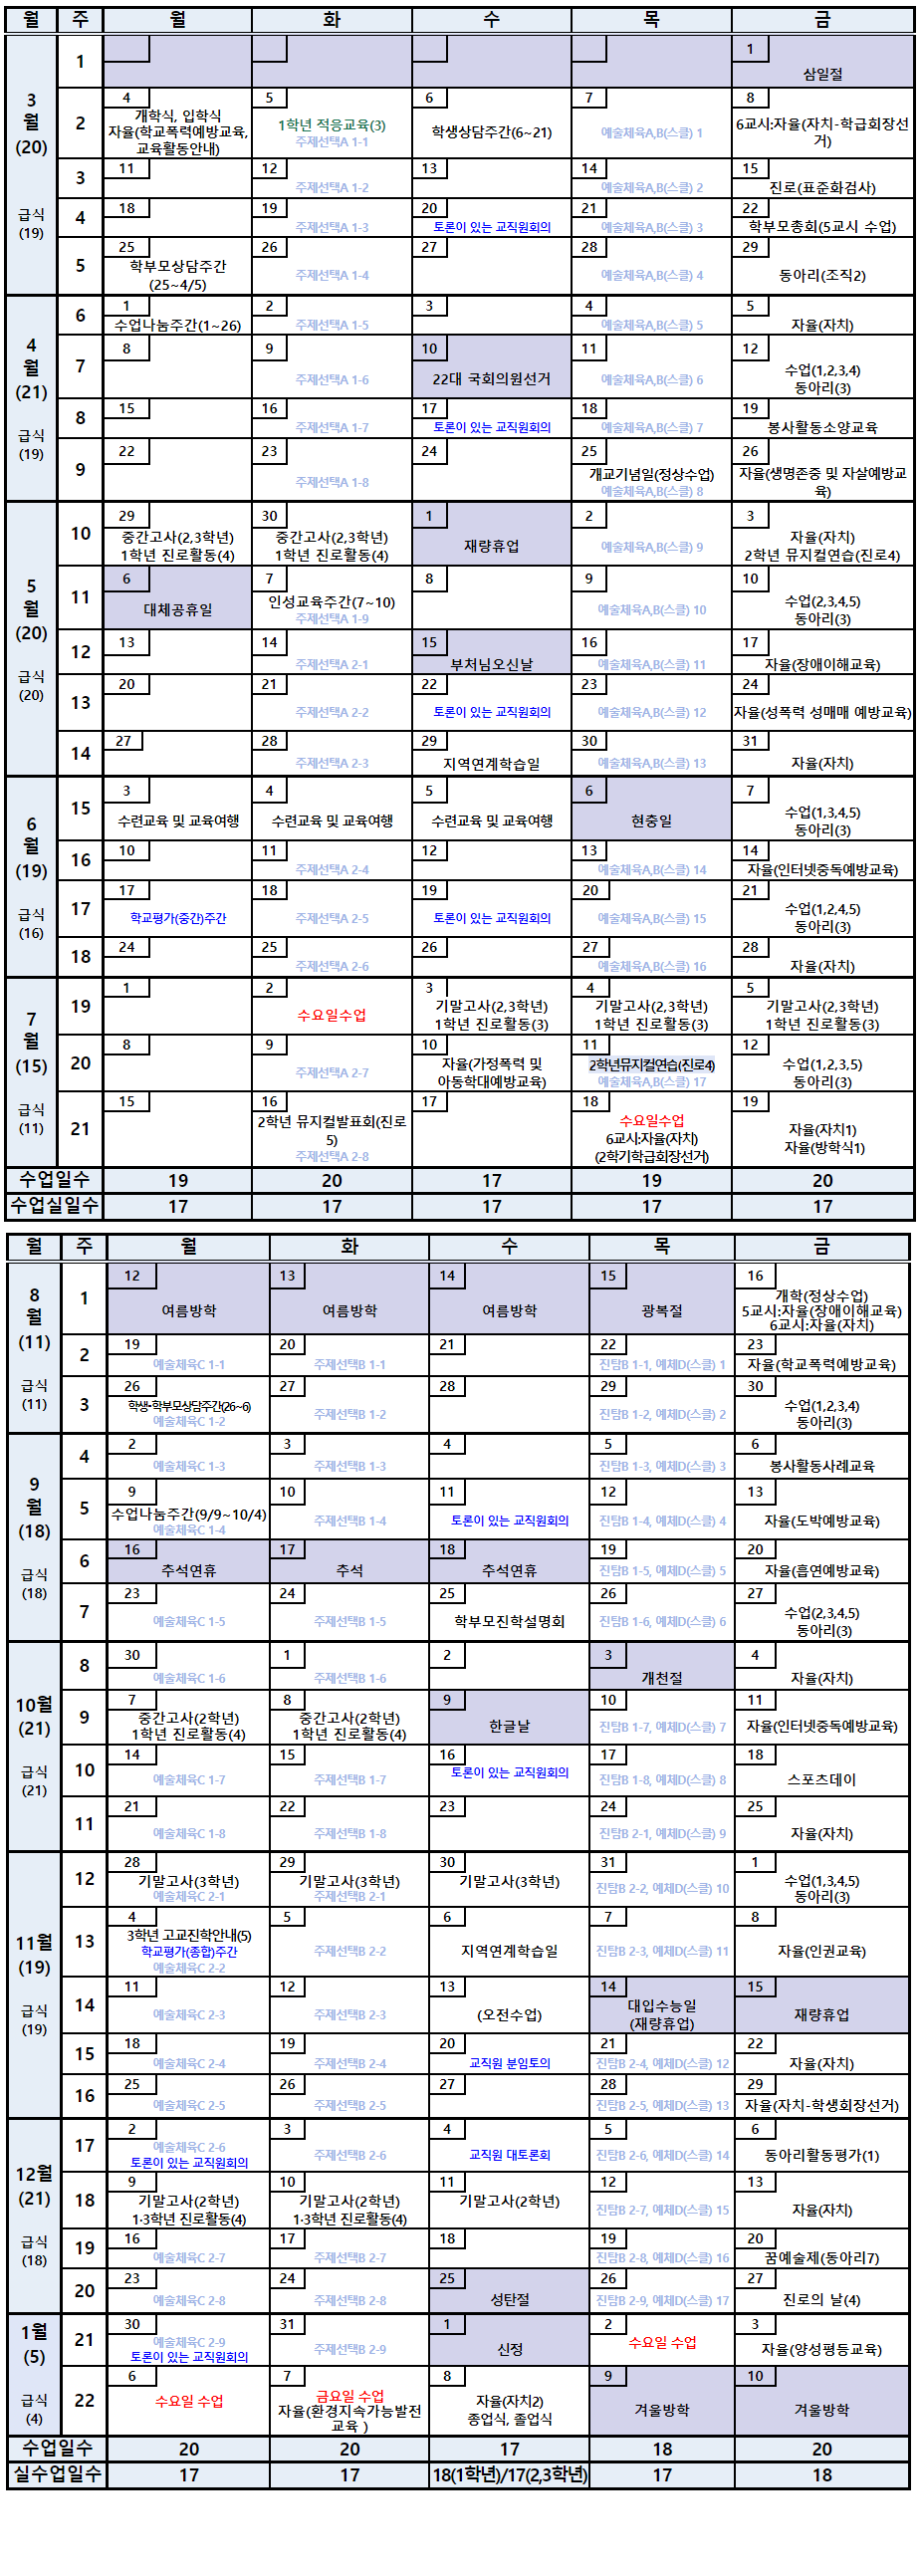 월 주 월 화 수 목 금
3
월
(20)
급식
(19)
1
1
삼일절
2
4 5 6 7 8
개학식, 입학식
자율(학교폭력예방교육,
교육활동안내)
1학년 적응교육(3)
주제선택A 1-1
학생상담주간(6~21)
예술체육A,B(스클) 1
6교시:자율(자치-학급회장선
거)
3
11 12 13 14 15
주제선택A 1-2
예술체육A,B(스클) 2
진로(표준화검사)
4
18 19 20 21 22
주제선택A 1-3
토론이 있는 교직원회의
예술체육A,B(스클) 3
학부모총회(5교시 수업)
5
25 26 27 28 29
학부모상담주간
(25~4/5)
주제선택A 1-4
예술체육A,B(스클) 4
동아리(조직2)
4
월
(21)
급식
(19)
6
1 2 3 4 5
수업나눔주간(1~26)
주제선택A 1-5
예술체육A,B(스클) 5
자율(자치)
7
8 9 10 11 12
주제선택A 1-6
22대 국회의원선거
예술체육A,B(스클) 6
수업(1,2,3,4)
동아리(3)
8
15 16 17 18 19
주제선택A 1-7
토론이 있는 교직원회의
예술체육A,B(스클) 7
봉사활동소양교육
9
22 23 24 25 26
주제선택A 1-8
개교기념일(정상수업)
예술체육A,B(스클) 8
자율(생명존중 및 자살예방교
육)
5
월
(20)
급식
(20)
10
29 30 1 2 3
중간고사(2,3학년)
1학년 진로활동(4)
중간고사(2,3학년)
1학년 진로활동(4)
재량휴업
예술체육A,B(스클) 9
자율(자치)
2학년 뮤지컬연습(진로4)
11
6 7 8 9 10
대체공휴일
인성교육주간(7~10)
주제선택A 1-9
예술체육A,B(스클) 10
수업(2,3,4,5)
동아리(3)
12
13 14 15 16 17
주제선택A 2-1
부처님오신날
예술체육A,B(스클) 11
자율(장애이해교육)
13
20 21 22 23 24
주제선택A 2-2
토론이 있는 교직원회의
예술체육A,B(스클) 12
자율(성폭력 성매매 예방교육)
14
27 28 29 30 31
주제선택A 2-3
지역연계학습일
예술체육A,B(스클) 13
자율(자치)
6
월
(19)
급식
(16)
15
3 4 5 6 7
수련교육 및 교육여행
수련교육 및 교육여행
수련교육 및 교육여행
현충일
수업(1,3,4,5)
동아리(3)
16
10 11 12 13 14
주제선택A 2-4
예술체육A,B(스클) 14
자율(인터넷중독예방교육)
17
17 18 19 20 21
학교평가(중간)주간
주제선택A 2-5
토론이 있는 교직원회의
예술체육A,B(스클) 15
수업(1,2,4,5)
동아리(3)
18
24 25 26 27 28
주제선택A 2-6
예술체육A,B(스클) 16
자율(자치)
7
월
(15)
급식
(11)
19
1 2 3 4 5
수요일수업
기말고사(2,3학년)
1학년 진로활동(3)
기말고사(2,3학년)
1학년 진로활동(3)
기말고사(2,3학년)
1학년 진로활동(3)
20
8 9 10 11 12
주제선택A 2-7
자율(가정폭력 및
아동학대예방교육)
2학년뮤지컬연습(진로4)
예술체육A,B(스클) 17
수업(1,2,3,5)
동아리(3)
21
15 16 17 18 19
2학년 뮤지컬발표회(진로
5)
주제선택A 2-8
수요일수업
6교시:자율(자치)
(2학기학급회장선거)
자율(자치1)
자율(방학식1)
수업일수 19 20 17 19 20
수업실일수 17 17 17 17 17
월 주 월 화 수 목 금
8
월
(11)
급식
(11)
1
12 13 14 15 16
여름방학
여름방학
여름방학
광복절
개학(정상수업)
5교시:자율(장애이해교육)
6교시:자율(자치)
2
19 20 21 22 23
예술체육C 1-1
주제선택B 1-1
진탐B 1-1, 예체D(스클) 1
자율(학교폭력예방교육)
3
26 27 28 29 30
학생•학부모상담주간(26~6)
예술체육C 1-2
주제선택B 1-2
진탐B 1-2, 예체D(스클) 2
수업(1,2,3,4)
동아리(3)
9
월
(18)
급식
(18)
4
2 3 4 5 6
예술체육C 1-3
주제선택B 1-3
진탐B 1-3, 예체D(스클) 3
봉사활동사례교육
5
9 10 11 12 13
수업나눔주간(9/9~10/4)
예술체육C 1-4
주제선택B 1-4
토론이 있는 교직원회의
진탐B 1-4, 예체D(스클) 4
자율(도박예방교육)
6
16 17 18 19 20
추석연휴
추석
추석연휴
진탐B 1-5, 예체D(스클) 5
자율(흡연예방교육)
7
23 24 25 26 27
예술체육C 1-5
주제선택B 1-5
학부모진학설명회
진탐B 1-6, 예체D(스클) 6
수업(2,3,4,5)
동아리(3)
10월
(21)
급식
(21)
8
30 1 2 3 4
예술체육C 1-6
주제선택B 1-6
개천절
자율(자치)
9
7 8 9 10 11
중간고사(2학년)
1학년 진로활동(4)
중간고사(2학년)
1학년 진로활동(4)
한글날
진탐B 1-7, 예체D(스클) 7
자율(인터넷중독예방교육)
10
14 15 16 17 18
예술체육C 1-7
주제선택B 1-7
토론이 있는 교직원회의
진탐B 1-8, 예체D(스클) 8
스포츠데이
11
21 22 23 24 25
예술체육C 1-8
주제선택B 1-8
진탐B 2-1, 예체D(스클) 9
자율(자치)
11월
(19)
급식
(19)
12
28 29 30 31 1
기말고사(3학년)
예술체육C 2-1
기말고사(3학년)
주제선택B 2-1
기말고사(3학년)
진탐B 2-2, 예체D(스클) 10
수업(1,3,4,5)
동아리(3)
13
4 5 6 7 8
3학년 고교진학안내(5)
학교평가(종합)주간
예술체육C 2-2
주제선택B 2-2
지역연계학습일
진탐B 2-3, 예체D(스클) 11
자율(인권교육)
14
11 12 13 14 15
예술체육C 2-3
주제선택B 2-3
(오전수업)
대입수능일
(재량휴업)
재량휴업
15
18 19 20 21 22
예술체육C 2-4
주제선택B 2-4
교직원 분임토의
진탐B 2-4, 예체D(스클) 12
자율(자치)
16
25 26 27 28 29
예술체육C 2-5
주제선택B 2-5
진탐B 2-5, 예체D(스클) 13
자율(자치-학생회장선거)
12월
(21)
급식
(18)
17
2 3 4 5 6
예술체육C 2-6
토론이 있는 교직원회의
주제선택B 2-6
교직원 대토론회
진탐B 2-6, 예체D(스클) 14
동아리활동평가(1)
18
9 10 11 12 13
기말고사(2학년)
1·3학년 진로활동(4)
기말고사(2학년)
1·3학년 진로활동(4)
기말고사(2학년)
진탐B 2-7, 예체D(스클) 15
자율(자치)
19
16 17 18 19 20
예술체육C 2-7
주제선택B 2-7
진탐B 2-8, 예체D(스클) 16
꿈예술제(동아리7)
20
23 24 25 26 27
예술체육C 2-8
주제선택B 2-8
성탄절
진탐B 2-9, 예체D(스클) 17
진로의 날(4)
1월
(5)
급식
(4)
21
30 31 1 2 3
예술체육C 2-9
토론이 있는 교직원회의
주제선택B 2-9
신정
수요일 수업
자율(양성평등교육)
22
6 7 8 9 10
수요일 수업
금요일 수업
자율(환경지속가능발전
교육 )
자율(자치2)
종업식, 졸업식
겨울방학
겨울방학
수업일수 20 20 17 18 20
실수업일수 17 17 18(1학년)/17(2,3학년) 17 18